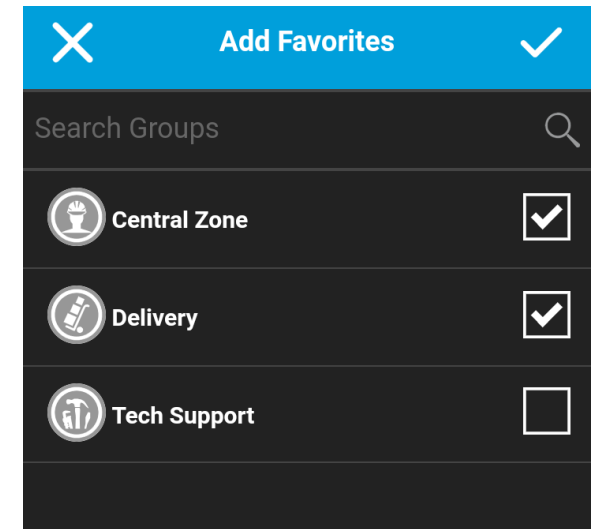 Add Favorites
Search Groups
Central Zone
Delivery
Tech Support